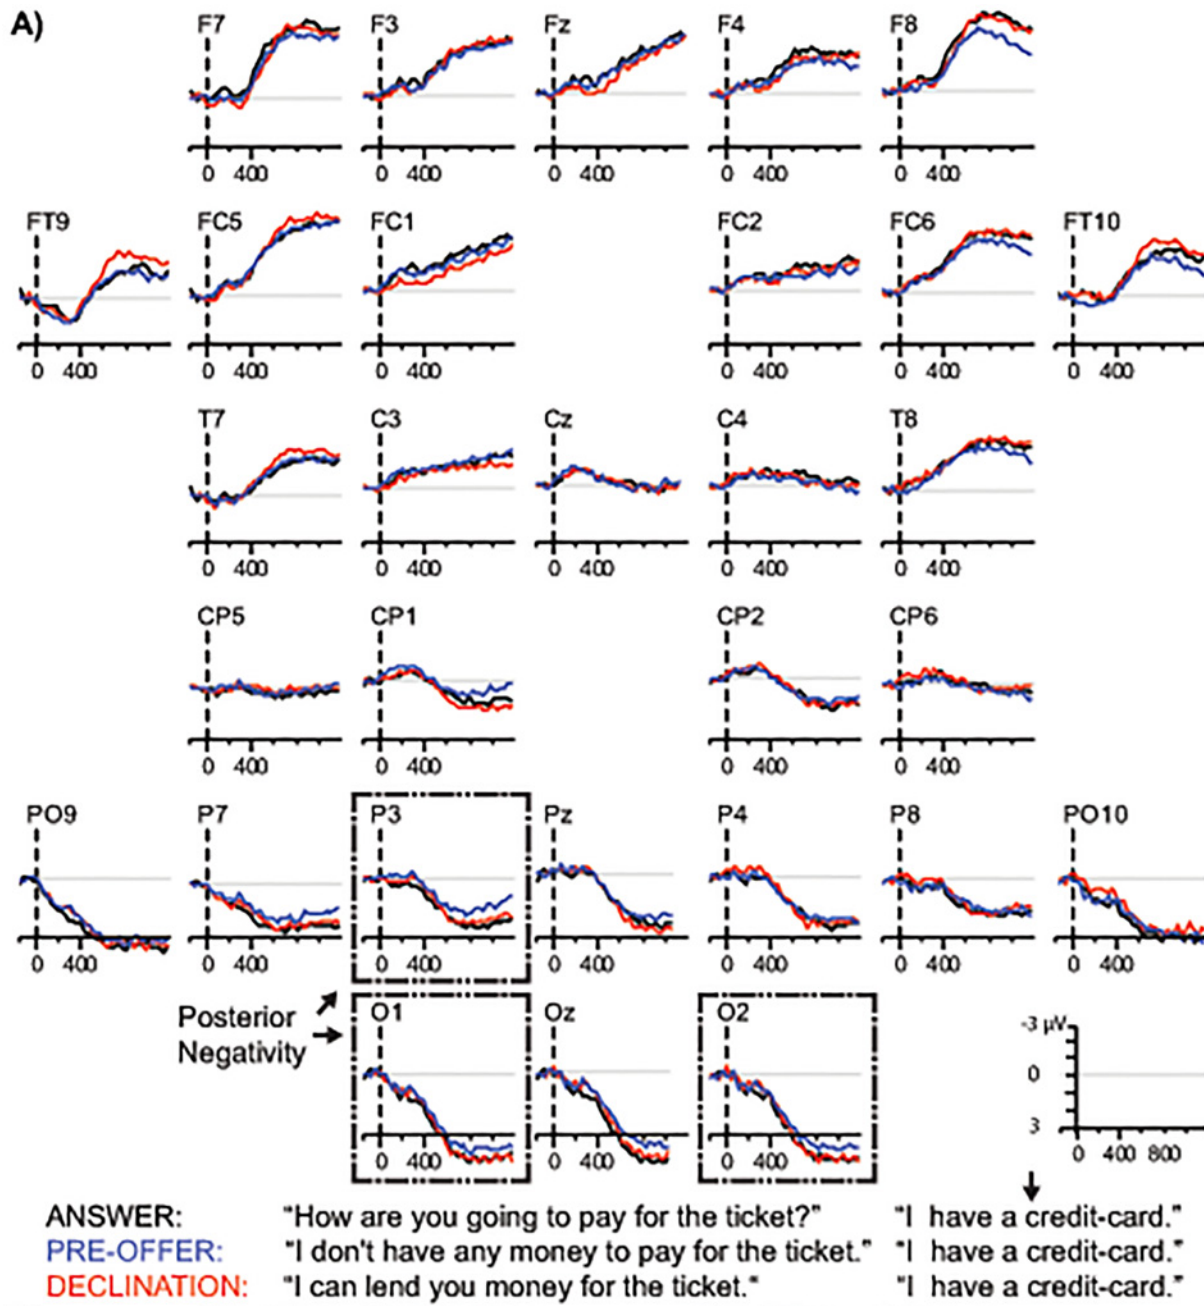 A)
F7 F3 Fz F4 F8
0 400 0 400 0 400 0 400 0 400
FT9 FC5 FC1 FC2 FC6 FT10
0 400 0 400 0 400 0 400 0 400 0 400
T7 C3 Cz C4 T8
0 400 0 400 0 400 0 400 0 400
CP5 CP1 CP2 CP6
0 400 0 400 0 400 0 400
PO9 P7 P3 Pz P4 P8 PO10
0 400 0 400 0 400 0 400 0 400 0 400 0 400
Posterior
Negativity
O1 Oz O2
0 400 0 400 0 400
-3 µV
0
3
0 400 800
ANSWER: "How are you going to pay for the ticket?" "I have a credit-card."
PRE-OFFER: "I don't have any money to pay for the ticket." "I have a credit-card."
DECLINATION: "I can lend you money for the ticket." "I have a credit-card."